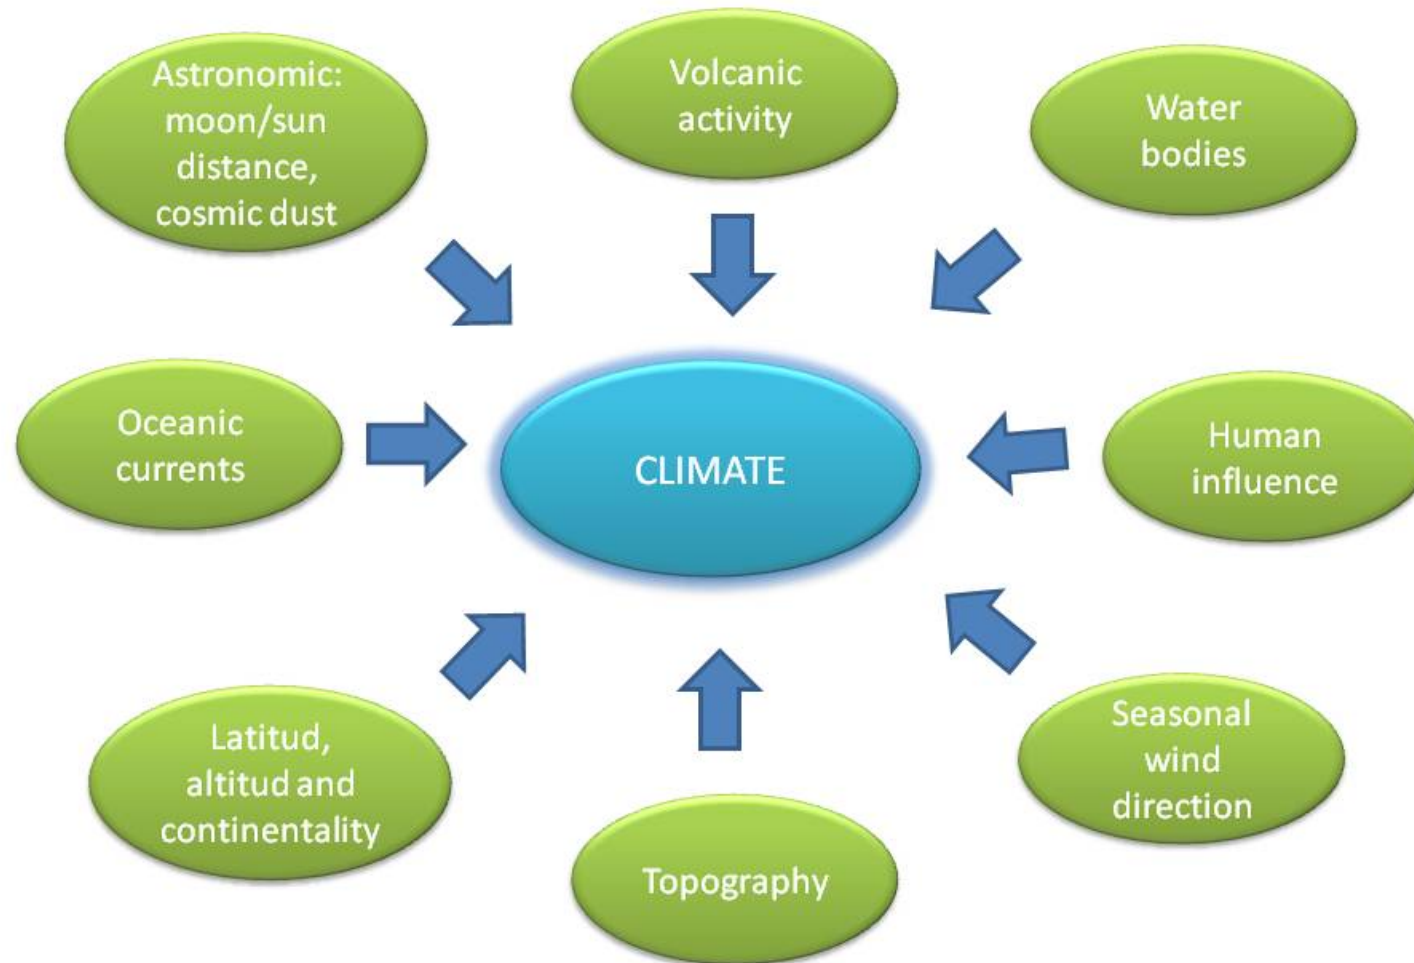 Astronomic:
moon/sun
distance,
cosmic dust
Volcanic
activity
Water
bodies
Oceanic
currents
CLIMATE
Human
influence
Latitud,
altitud and
continentality
Topography
Seasonal
wind
direction